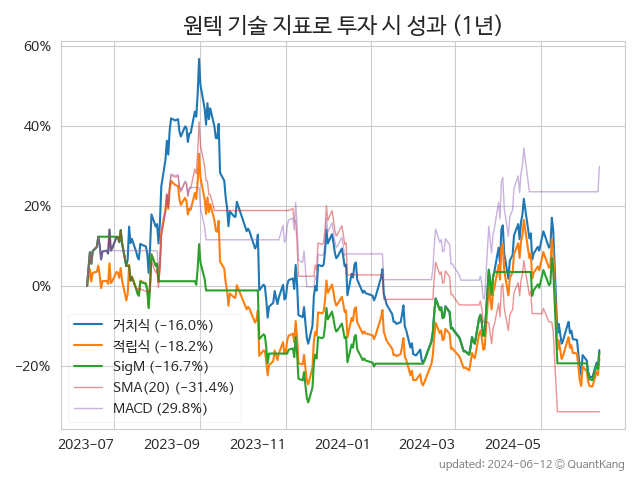 원텍 기술 지표로 투자 시 성과 (1년)
60%
40%
20%
0%
−20%
거치식 (−16.0%)
적립식 (−18.2%)
SigM (−16.7%)
SMA(20) (−31.4%)
MACD (29.8%)
2023-07 2023-09 2023-11 2024-01 2024-03 2024-05
updated: 2024-06-12 © QuantKang